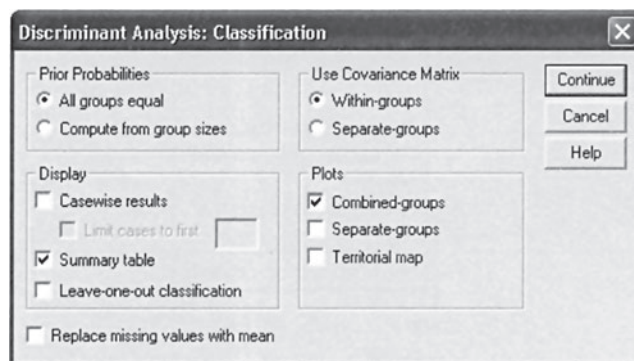 Discriminant Analysis: Classification
Prior Probabilities
All groups equal
Compute from group sizes
Use Covariance Matrix
Within-groups
Separate-groups
Continue
Cancel
Help
Display
Casewise results
Limit cases to first
Summary table
Leave-one-out classification
Plots
Combined-groups
Separate-groups
Territorial map
Replace missing values with mean